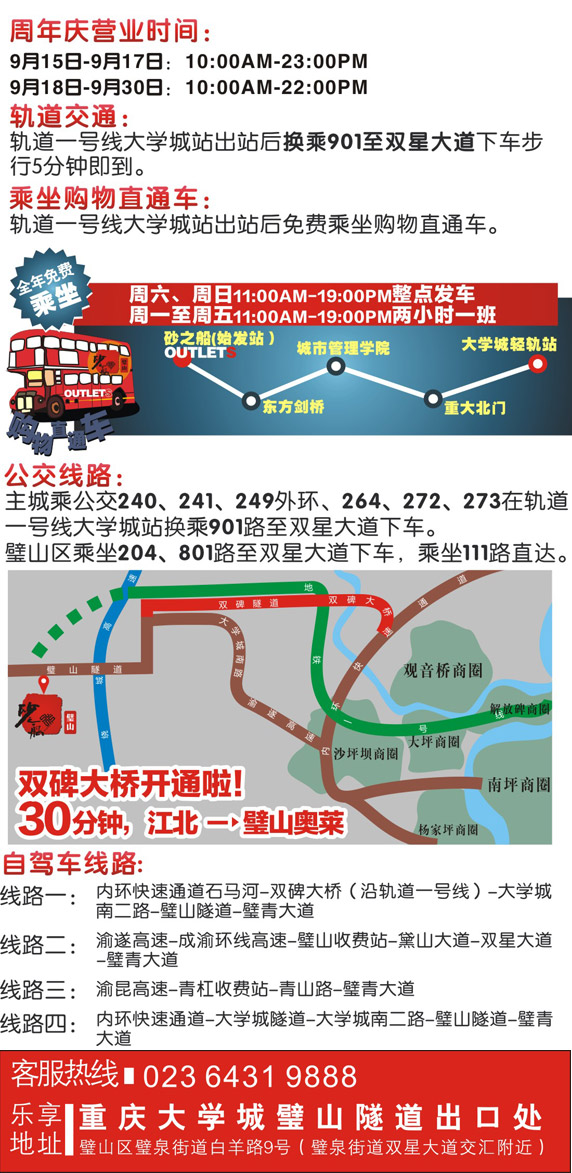 周年庆营业时间：
9月15日-9月17日：10:00AM-23:00PM
9月18日-9月30日：10:00AM-22:00PM
轨道交通：
轨道一号线大学城站出站后换乘901至双星大道下车步
行5分钟即到。
乘坐购物直通车：
轨道一号线大学城站出站后免费乘坐购物直通车。
全年免费
乘坐
周六、周日11:00AM-19:00PM整点发车
周一至周五11:00AM-19:00PM两小时一班
砂之船(始发站）
OUTLETS
城市管理学院
大学城轻轨站
东方剑桥
重大北门
OUTLETS
购物直通车
公交线路：
主城乘公交240、241、249外环、264、272、273在轨道
一号线大学城站换乘901路至双星大道下车。
璧山区乘坐204、801路至双星大道下车，乘坐111路直达。
绕城高速
地铁一号线
双碑隧道
双碑大桥
内环快速通道
大学城南路
渝遂高速
璧山隧道
砂之船
璧山
观音桥商圈
解放碑商圈
大坪商圈
沙坪坝商圈
南坪商圈
杨家坪商圈
双碑大桥开通啦!
30分钟，江北→璧山奥莱
自驾车线路：
线路一：内环快速通道石马河-双碑大桥（沿轨道一号线）-大学城
南二路-璧山隧道-璧青大道
线路二：渝遂高速-成渝环线高速-璧山收费站-黛山大道-双星大道
-璧青大道
线路三：渝昆高速-青杠收费站-青山路-璧青大道
线路四：内环快速通道-大学城隧道-大学城南二路-璧山隧道-璧青
大道
客服热线 023 6431 9888
乐享地址
重庆大学城璧山隧道出口处
璧山区璧泉街道白羊路9号（璧泉街道双星大道交汇附近）